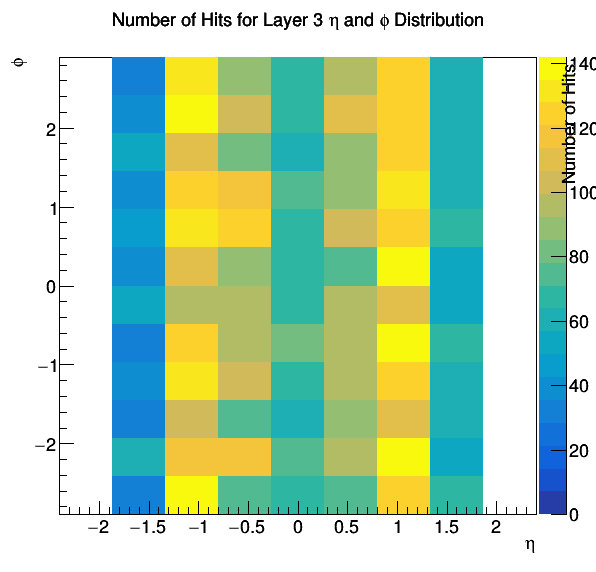 Number of Hits for Layer 3 η and ϕ Distribution
ϕ
2
1
0
−1
−2
−2 −1.5 −1 −0.5 0 0.5 1 1.5 2
η
140
120
100
80
60
40
20
0
Number of Hits